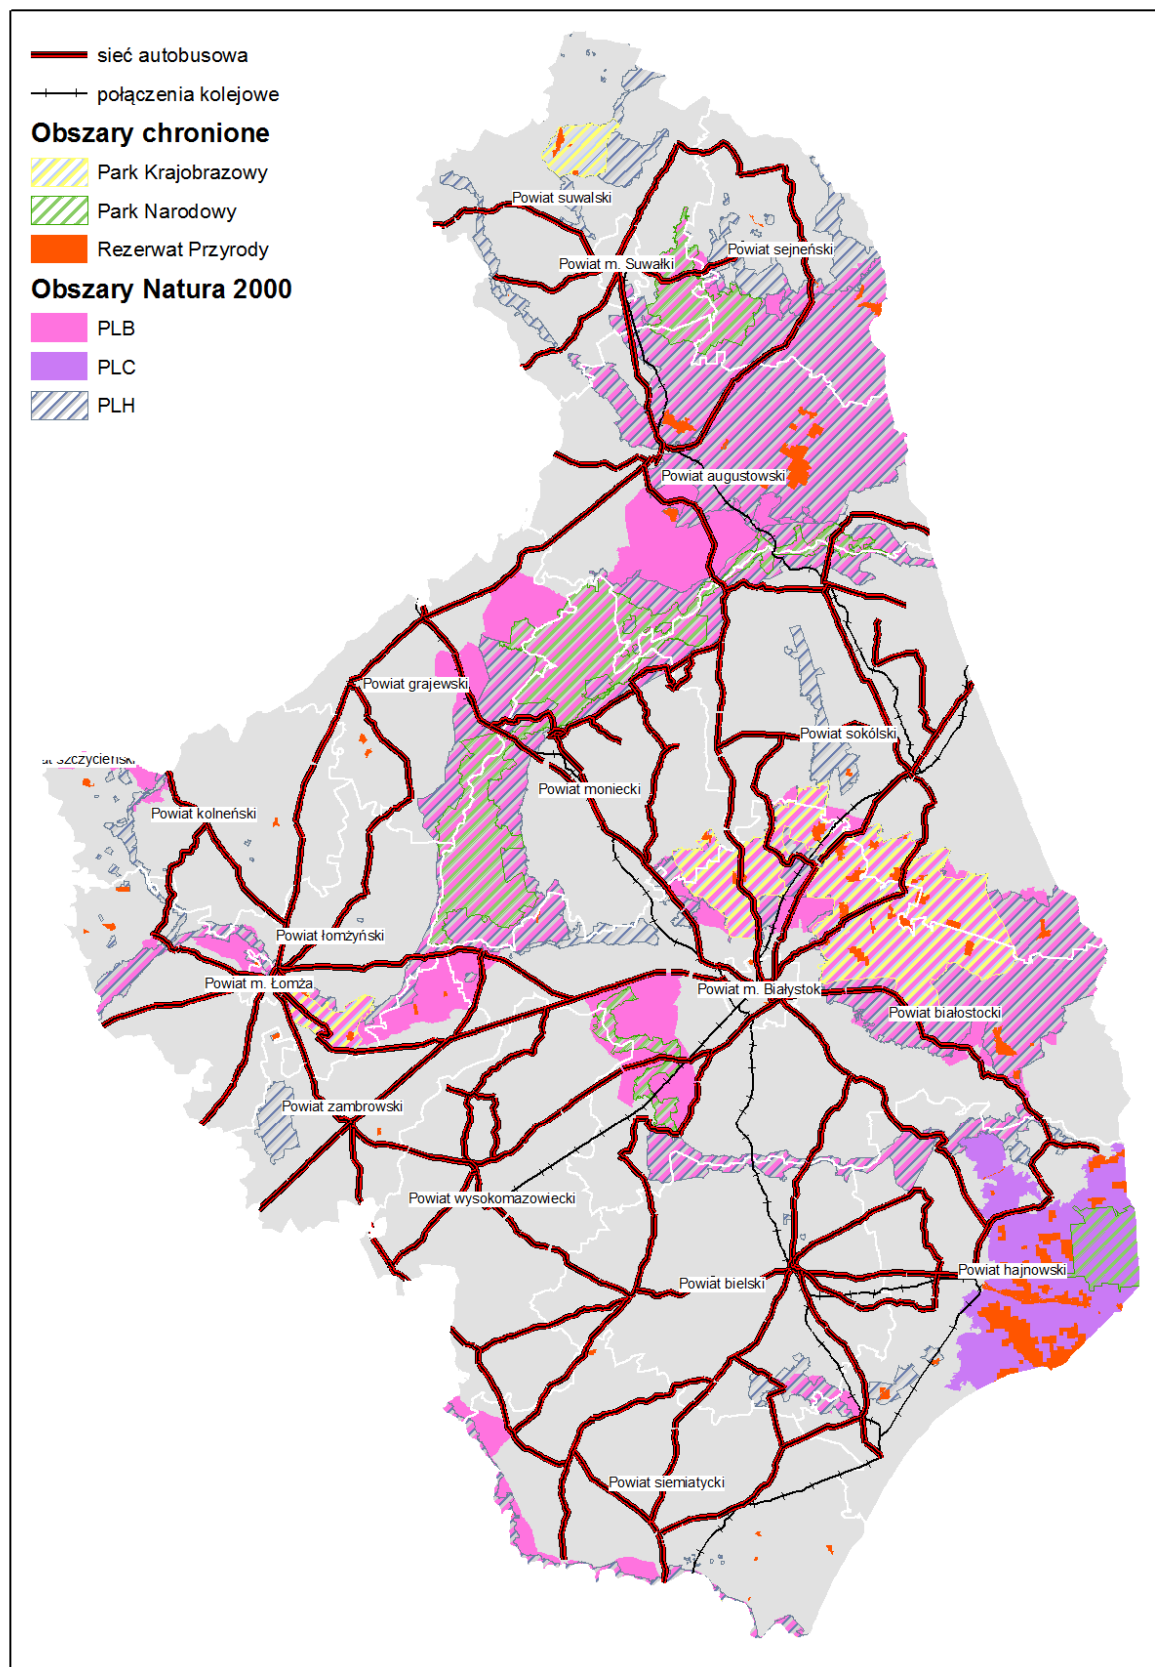 sieć autobusowa
połączenia kolejowe
Obszary chronione
Park Krajobrazowy
Park Narodowy
Rezerwat Przyrody
Obszary Natura 2000
PLB
PLC
PLH
Powiat suwalski
Powiat sejneński
Powiat m. Suwałki
Powiat augustowski
Powiat grajewski
Powiat sokólski
at szczycieński
Powiat moniecki
Powiat kolneński
Powiat łomżyński
Powiat m. Łomża
Powiat m. Białystok
Powiat białostocki
Powiat zambrowski
Powiat wysokomazowiecki
Powiat hajnowski
Powiat bielski
Powiat siemiatycki